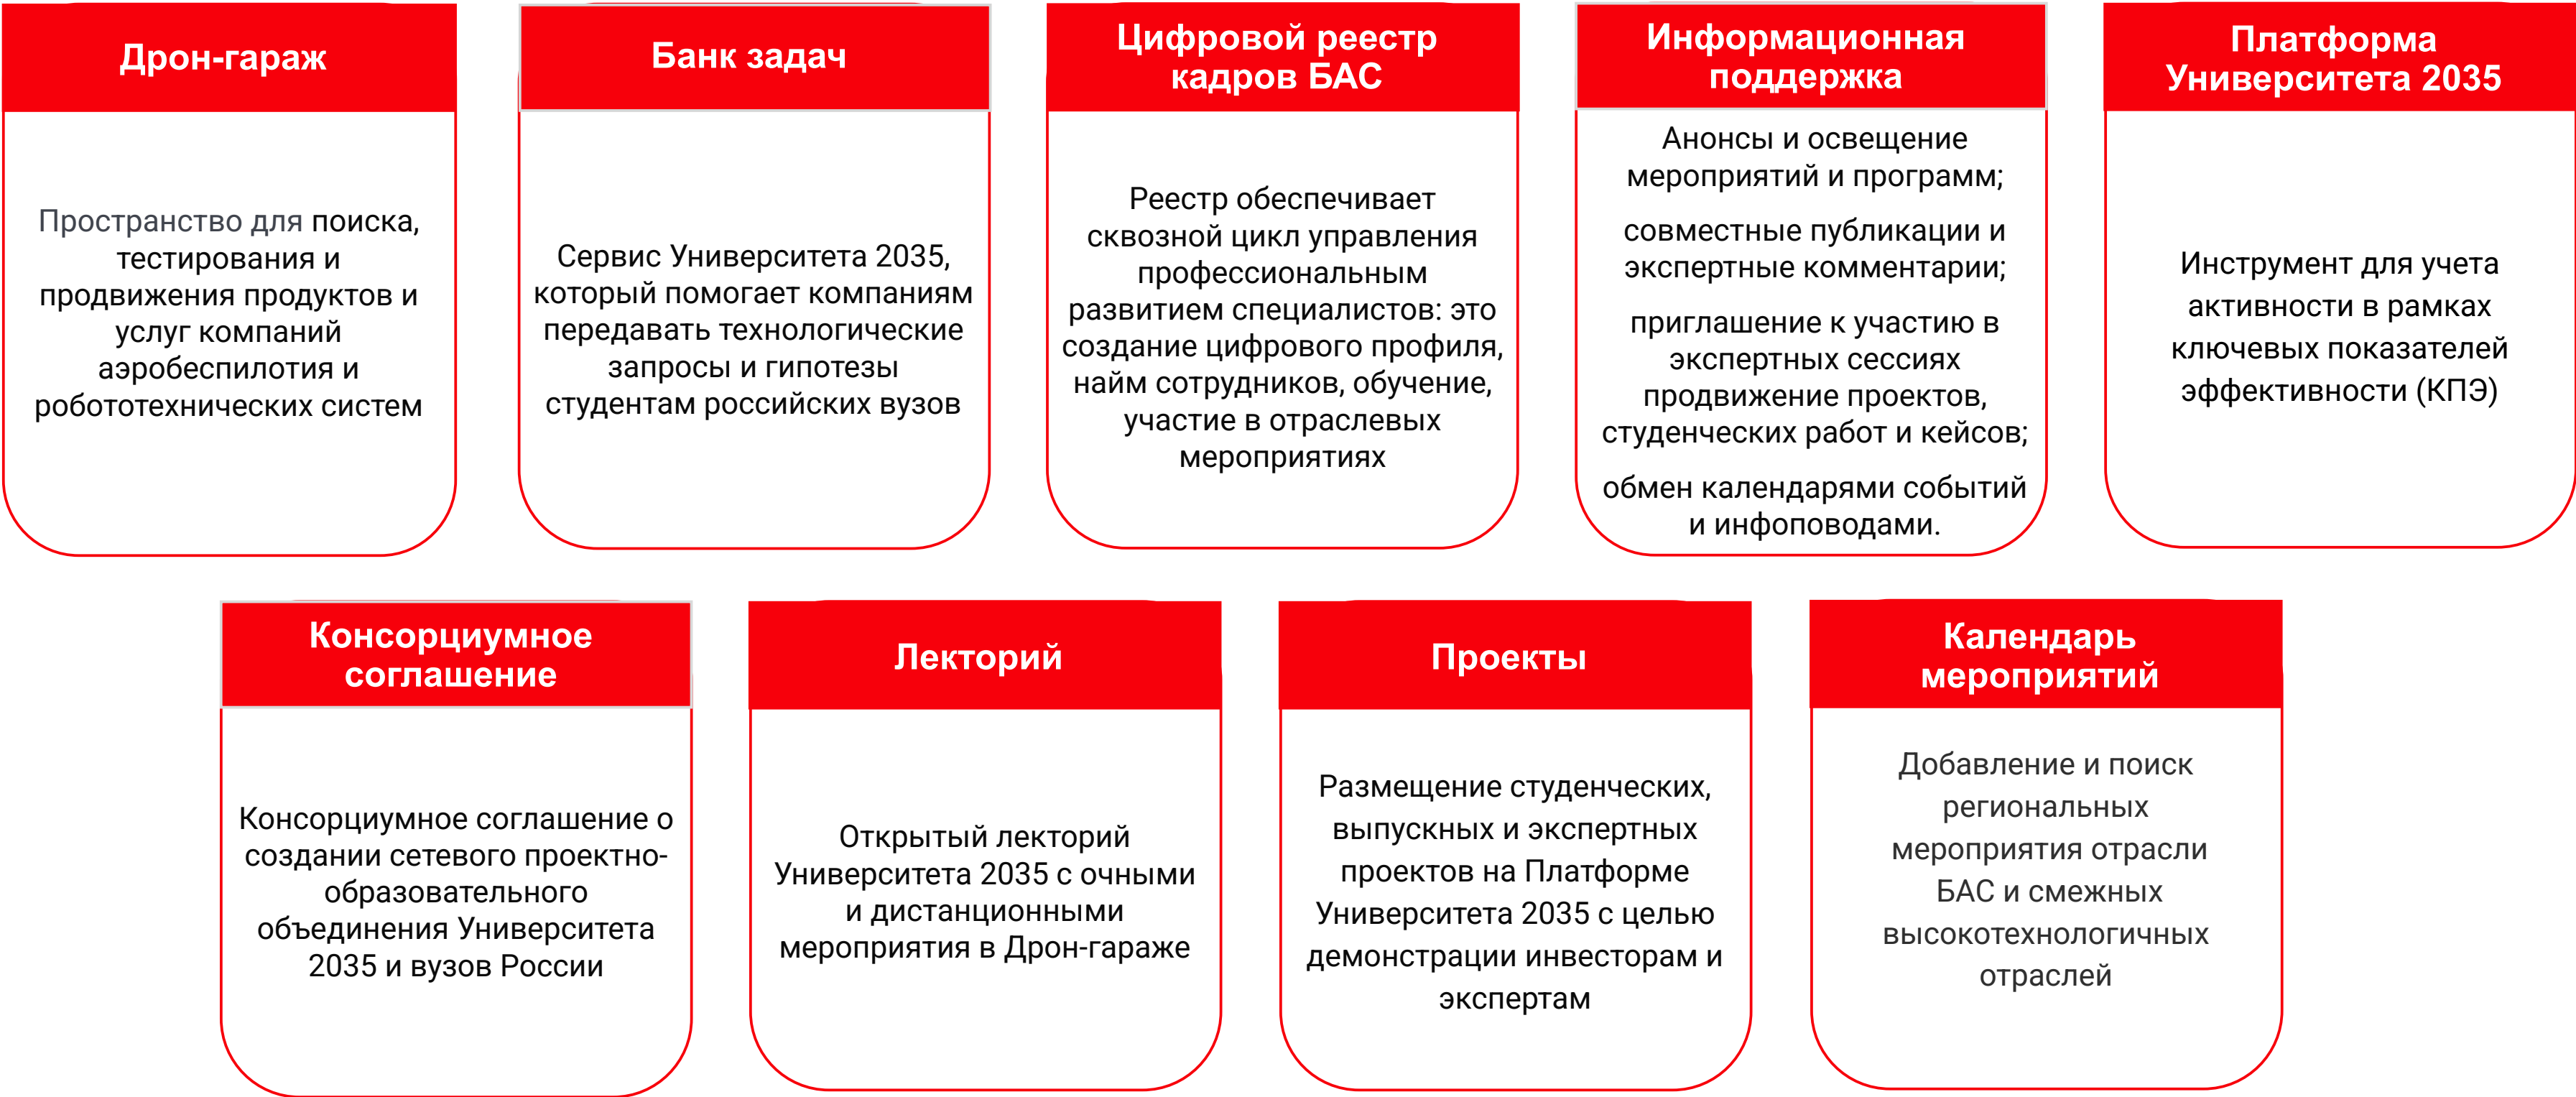 Дрон-гараж
Пространство для поиска,
тестирования и
продвижения продуктов и
услуг компаний
аэробеспилотия и
робототехнических систем
Банк задач
Сервис Университета 2035,
который помогает компаниям
передавать технологические
запросы и гипотезы
студентам российских вузов
Цифровой реестр
кадров БАС
Реестр обеспечивает
сквозной цикл управления
профессиональным
развитием специалистов: это
создание цифрового профиля,
найм сотрудников, обучение,
участие в отраслевых
мероприятиях
Информационная
поддержка
Анонсы и освещение
мероприятий и программ;
совместные публикации и
экспертные комментарии;
приглашение к участию в
экспертных сессиях
продвижение проектов,
студенческих работ и кейсов;
обмен календарями событий
и инфоповодами.
Платформа
Университета 2035
Инструмент для учета
активности в рамках
ключевых показателей
эффективности (КПЭ)
Консорциумное
соглашение
Консорциумное соглашение о
создании сетевого проектно-
образовательного
объединения Университета
2035 и вузов России
Лекторий
Открытый лекторий
Университета 2035 с очными
и дистанционными
мероприятия в Дрон-гараже
Проекты
Размещение студенческих,
выпускных и экспертных
проектов на Платформе
Университета 2035 с целью
демонстрации инвесторам и
экспертам
Календарь
мероприятий
Добавление и поиск
региональных
мероприятия отрасли
БАС и смежных
высокотехнологичных
отраслей